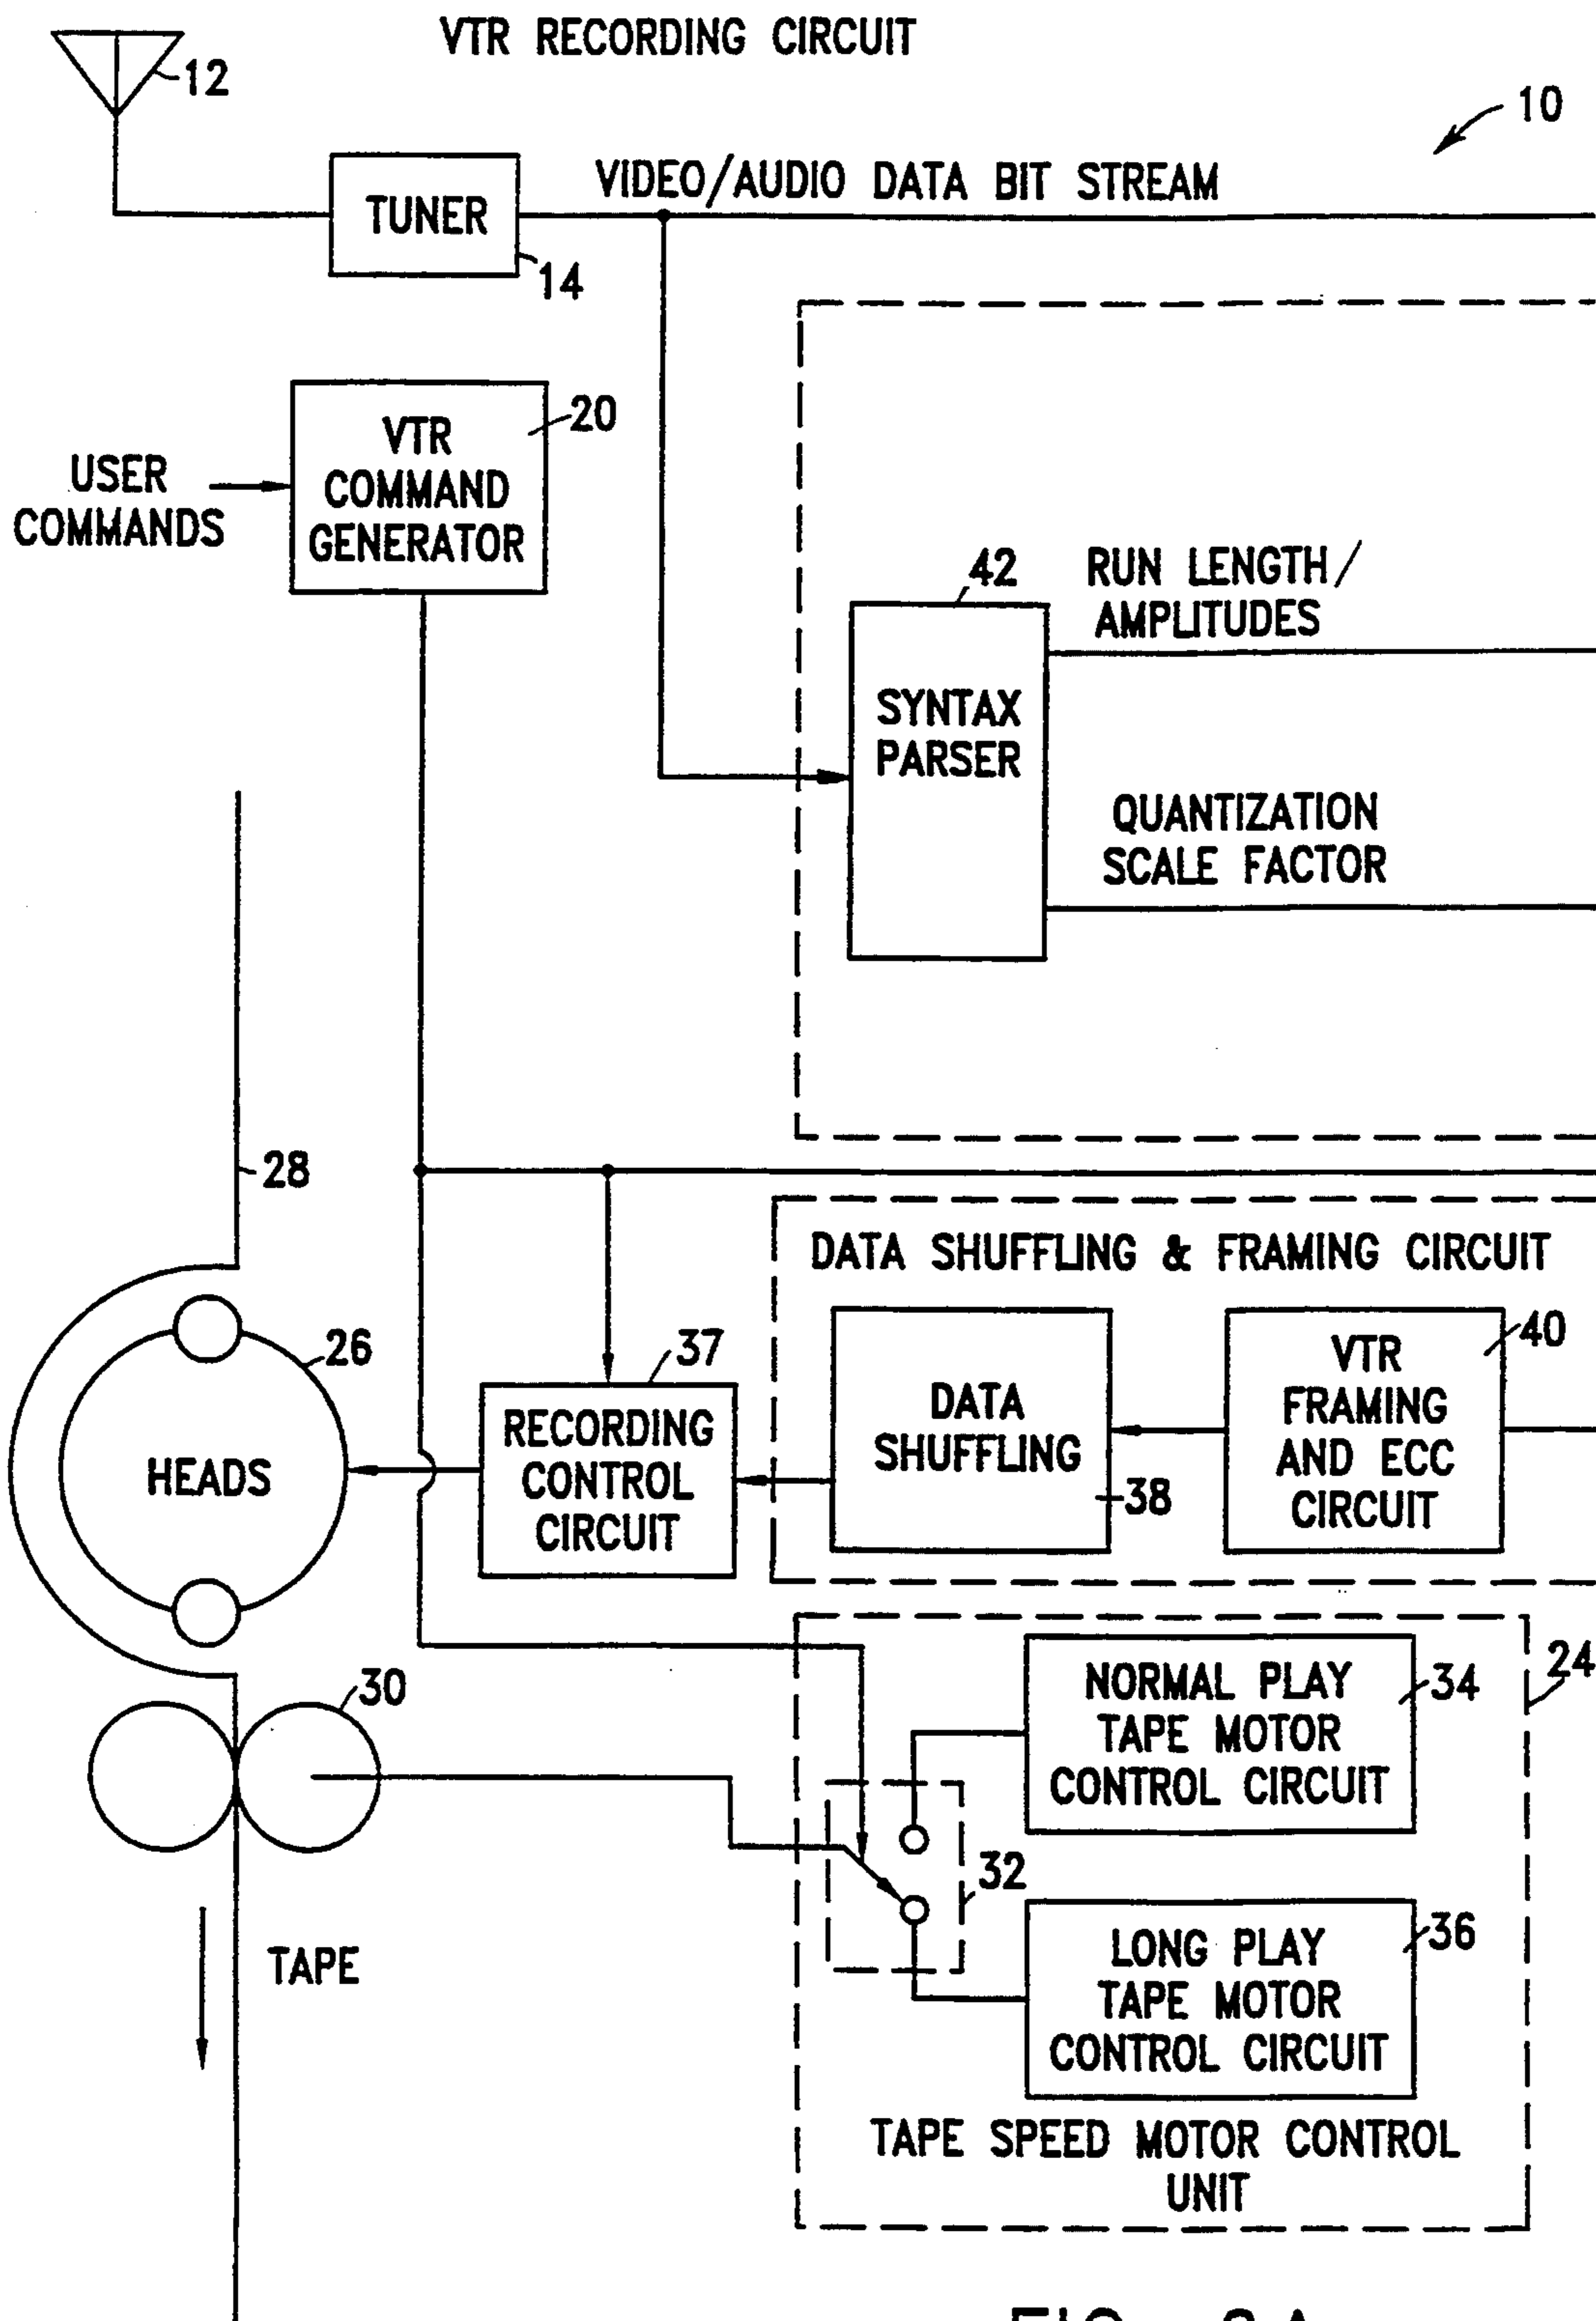 VTR RECORDING CIRCUIT
12
10
VIDEO/AUDIO DATA BIT STREAM
TUNER
14
20
VTR
COMMAND
GENERATOR
USER
COMMANDS
42
RUN LENGTH/
AMPLITUDES
SYNTAX
PARSER
QUANTIZATION
SCALE FACTOR
28
DATA SHUFFLING & FRAMING CIRCUIT
26
HEADS
37
RECORDING
CONTROL
CIRCUIT
DATA
SHUFFLING
38
40
VTR
FRAMING
AND ECC
CIRCUIT
24
30
NORMAL PLAY
TAPE MOTOR
CONTROL CIRCUIT
34
32
LONG PLAY
TAPE MOTOR
CONTROL CIRCUIT
36
TAPE
TAPE SPEED MOTOR CONTROL
UNIT